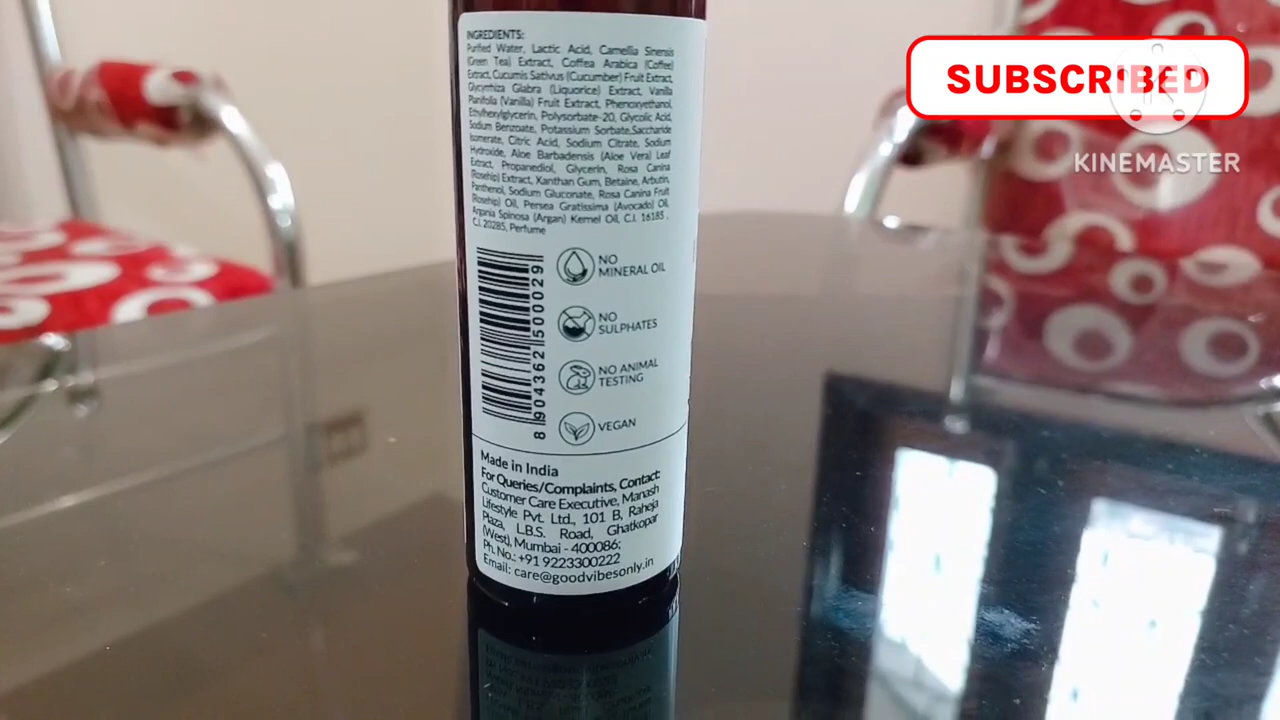 INGREDIENTS:
Purified Water, Lactic Acid, Camellia Sinensis
(Green Tea) Extract, Coffea Arabica (Coffee)
Extract, Cucumis Sativus (Cucumber) Fruit Extract,
Glycyrrhiza Glabra (Liquorice) Extract, Vanilla
Planifolia (Vanilla) Fruit Extract, Phenoxyethanol,
Ethylhexylglycerin, Polysorbate-20, Glycolic Acid,
Sodium Benzoate, Potassium Sorbate,Saccharide
Isomerate, Citric Acid, Sodium Citrate, Sodium
Hydroxide, Aloe Barbadensis (Aloe Vera) Leaf
Extract, Propanediol, Glycerin, Rosa Canina
(Rosehip) Extract, Xanthan Gum, Betaine, Arbutin,
Panthenol, Sodium Gluconate, Rosa Canina Fruit
(Rosehip) Oil, Persea Gratissima (Avocado) Oil,
Argania Spinosa (Argan) Kernel Oil, C.I. 16185 ,
C.I. 20285, Perfume
8 904362 500029
NO
MINERAL OIL
NO
SULPHATES
NO ANIMAL
TESTING
VEGAN
Made in India
For Queries/Complaints, Contact:
Customer Care Executive, Manash
Lifestyle Pvt. Ltd., 101 B, Raheja
Plaza, L.B.S. Road, Ghatkopar
(West), Mumbai - 400086;
Ph. No.: +91 9223300222
Email: care@goodvibesonly.in
SUBSCRIBED
KINEMASTER